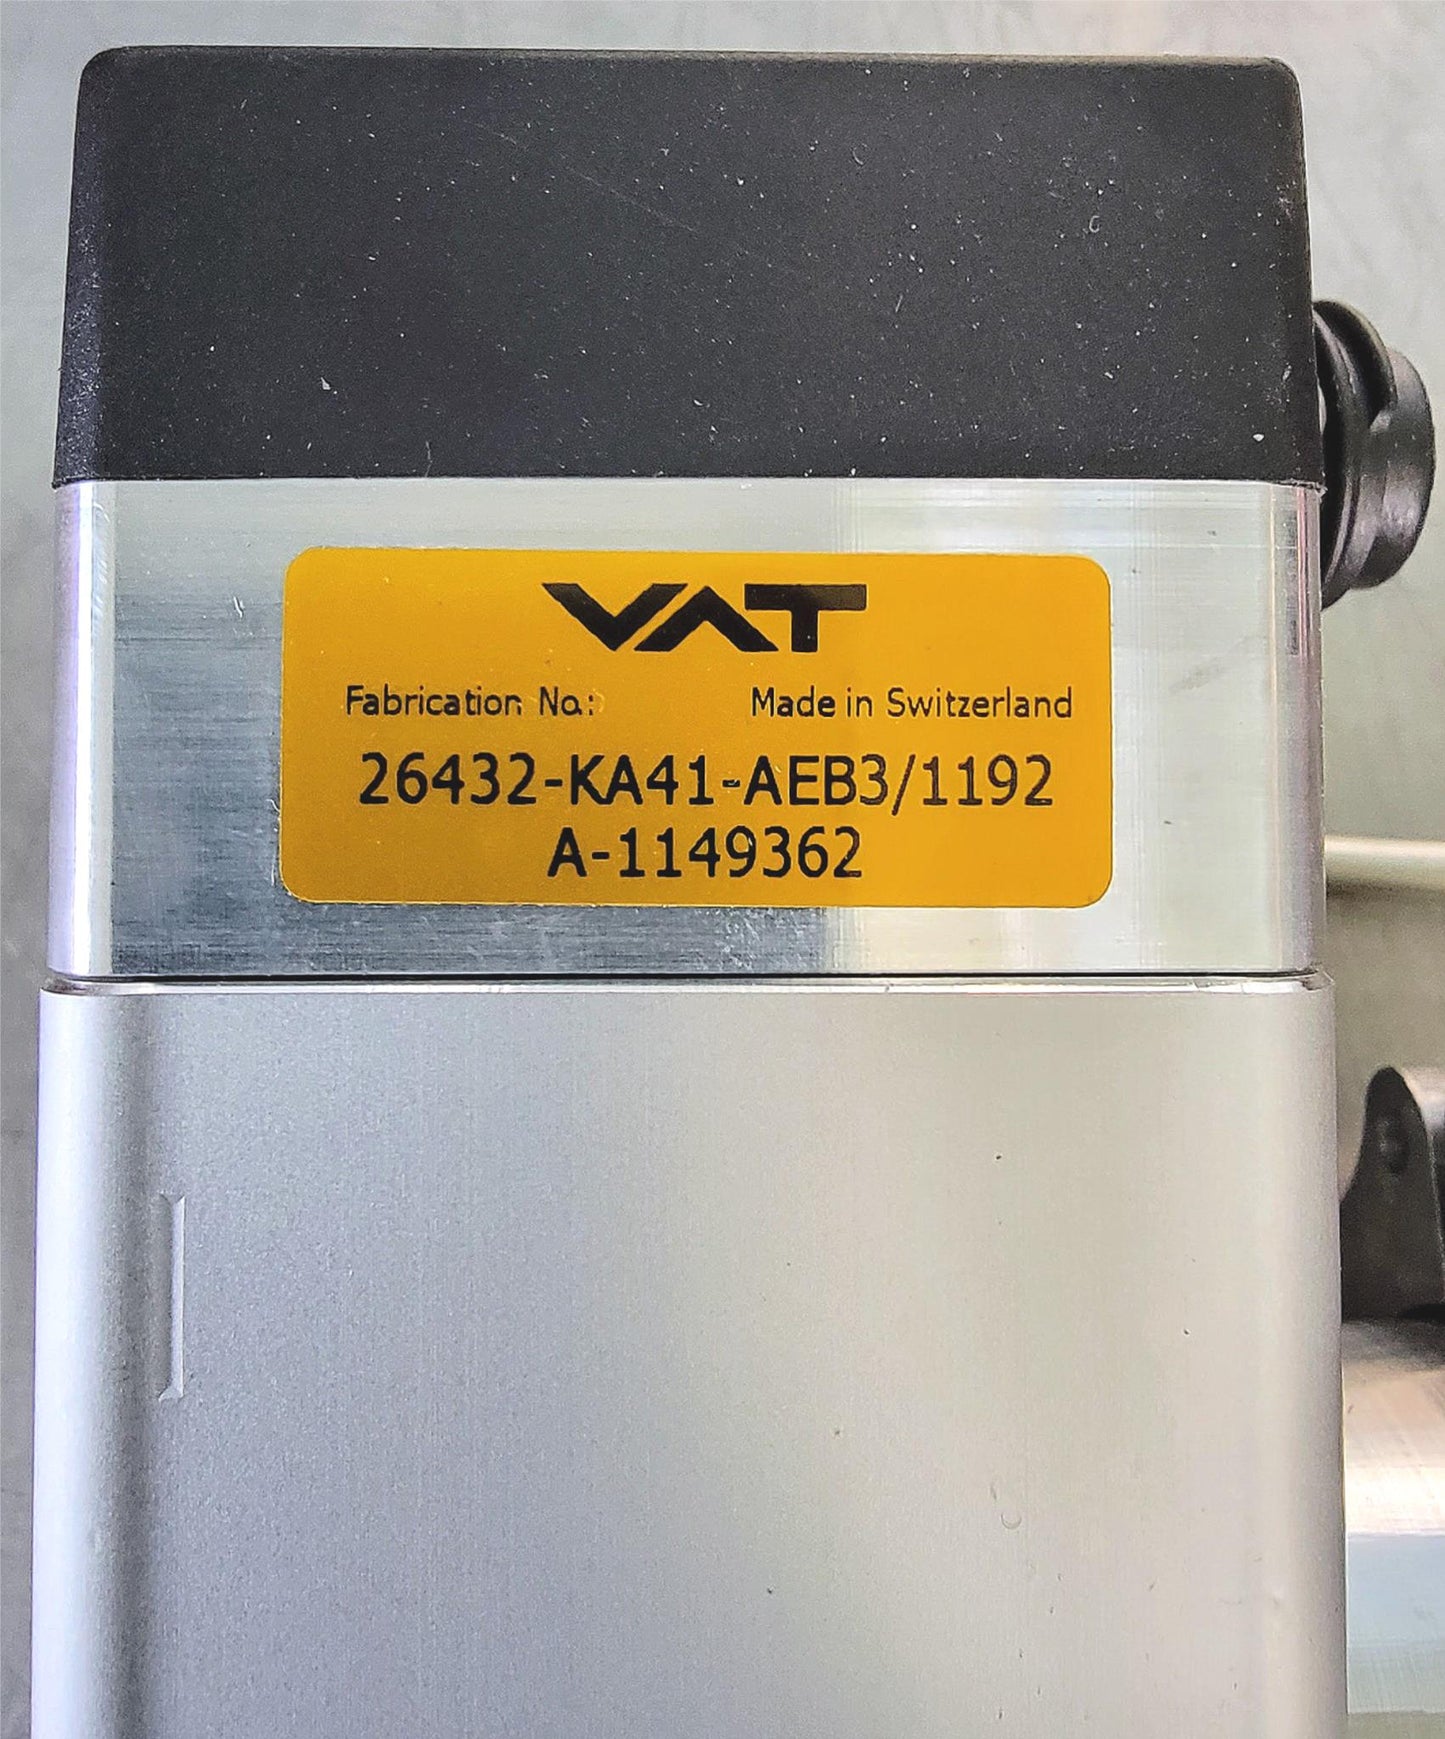 VAT
Fabrication No.: Made in Switzerland
26432-KA41-AEB3/1192
A-1149362